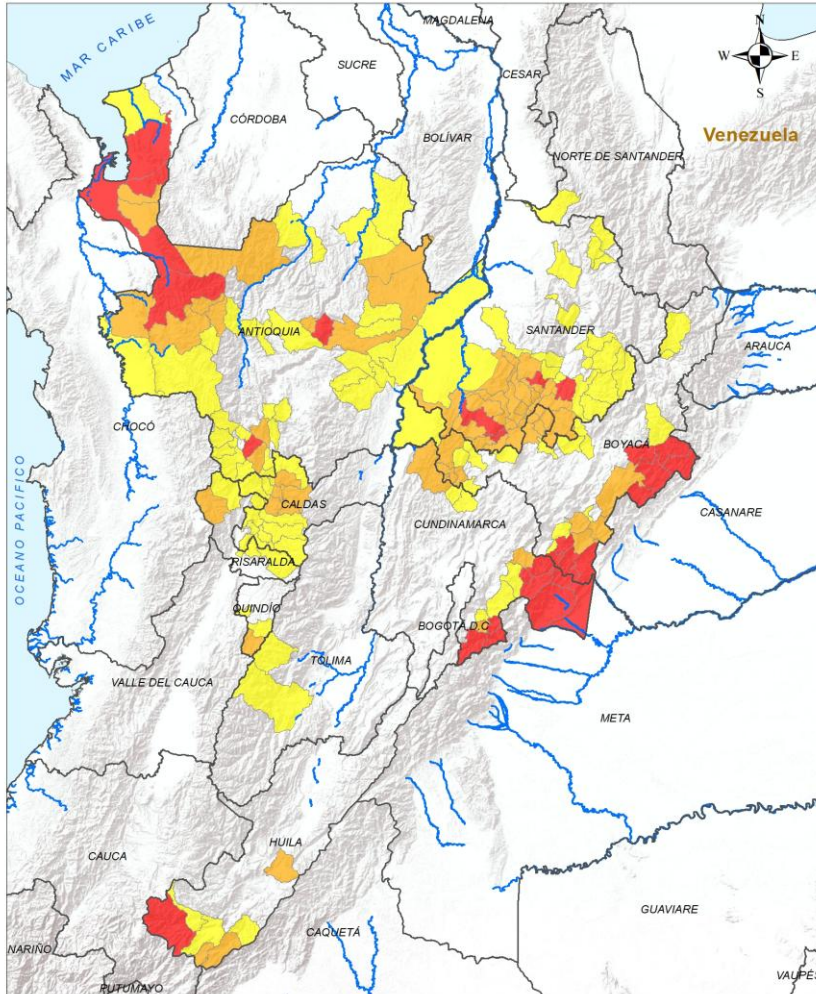 MAGDALENA
N
MAR CARIBE
SUCRE
CESAR
W
E
S
CÓRDOBA
BOLÍVAR
Venezuela
NORTE DE SANTANDER
ANTIOQUIA
SANTANDER
ARAUCA
CHOCÓ
BOYACÁ
OCEANO PACIFICO
CALDAS
CUNDINAMARCA
CASANARE
RISARALDA
QUINDÍO
BOGOTÁ, D.C
TOLIMA
VALLE DEL CAUCA
META
HUILA
CAUCA
GUAVIARE
CAQUETÁ
NARIÑO
PUTUMAYO
VAUPÉS